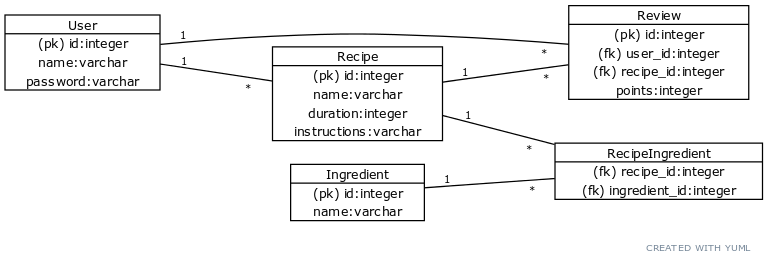 User
(pk) id:integer
name:varchar
password:varchar
1
*
1
*
Recipe
(pk) id:integer
name:varchar
duration:integer
instructions:varchar
1
*
1
*
Review
(pk) id:integer
(fk) user_id:integer
(fk) recipe_id:integer
points:integer
Ingredient
(pk) id:integer
name:varchar
1
*
RecipeIngredient
(fk) recipe_id:integer
(fk) ingredient_id:integer
CREATED WITH YUML